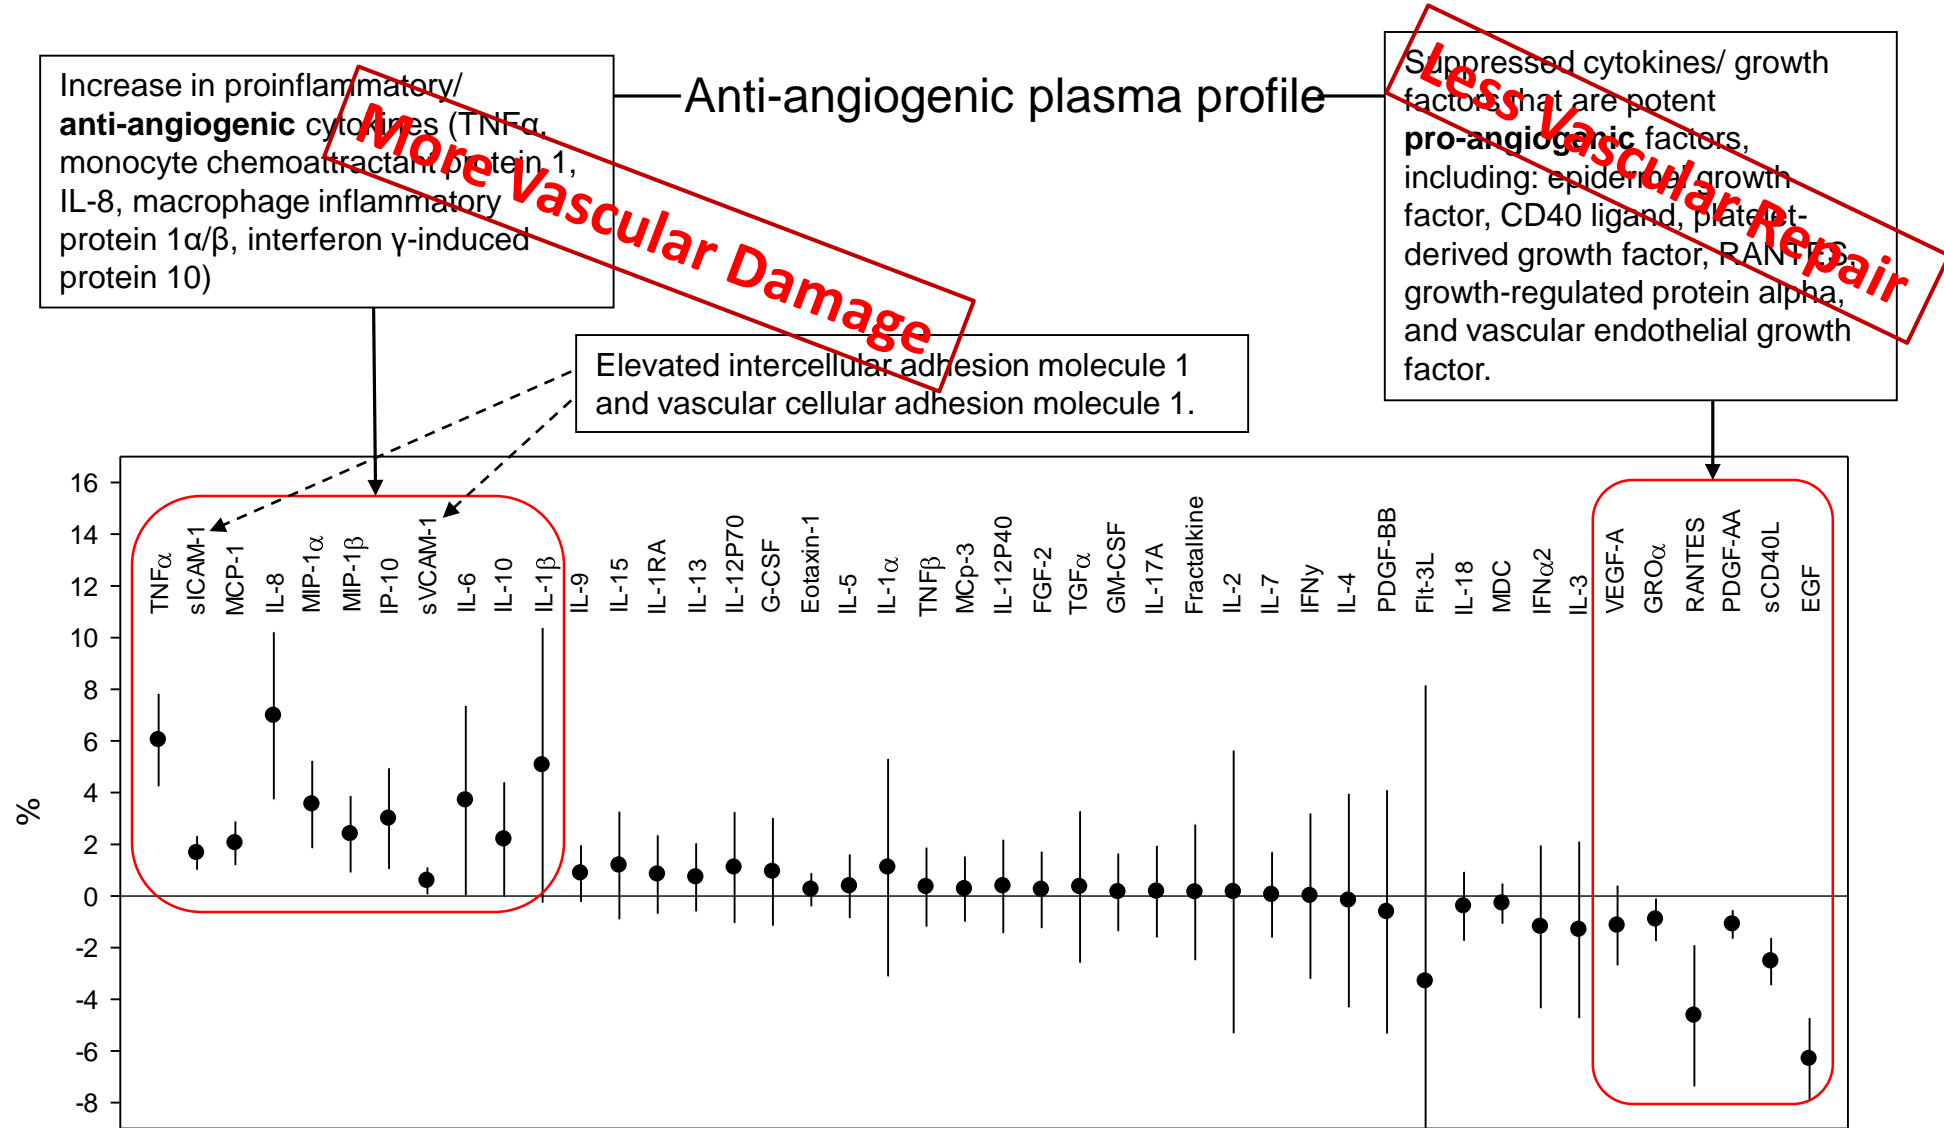 Anti-angiogenic plasma profile
Increase in proinflammatory/
anti-angiogenic cytokines (TNFα,
monocyte chemoattractant protein 1,
IL-8, macrophage inflammatory
protein 1α/β, interferon γ-induced
protein 10)
More Vascular Damage
Suppressed cytokines/ growth
factors that are potent
pro-angiogenic factors,
including: epidermal growth
factor, CD40 ligand, platelet-
derived growth factor, RANTES,
growth-regulated protein alpha,
and vascular endothelial growth
factor.
Less Vascular Repair
Elevated intercellular adhesion molecule 1
and vascular cellular adhesion molecule 1.
%
16
14
12
10
8
6
4
2
0
-2
-4
-6
-8
TNFα
sICAM-1
MCP-1
IL-8
MIP-1α
MIP-1β
IP-10
sVCAM-1
IL-6
IL-10
IL-1β
IL-9
IL-15
IL-1RA
IL-13
IL-12P70
G-CSF
Eotaxin-1
IL-5
IL-1α
TNFβ
MCp-3
IL-12P40
FGF-2
TGFα
GM-CSF
IL-17A
Fractalkine
IL-2
IL-7
IFNy
IL-4
PDGF-BB
Flt-3L
IL-18
MDC
IFNα2
IL-3
VEGF-A
GROα
RANTES
PDGF-AA
sCD40L
EGF